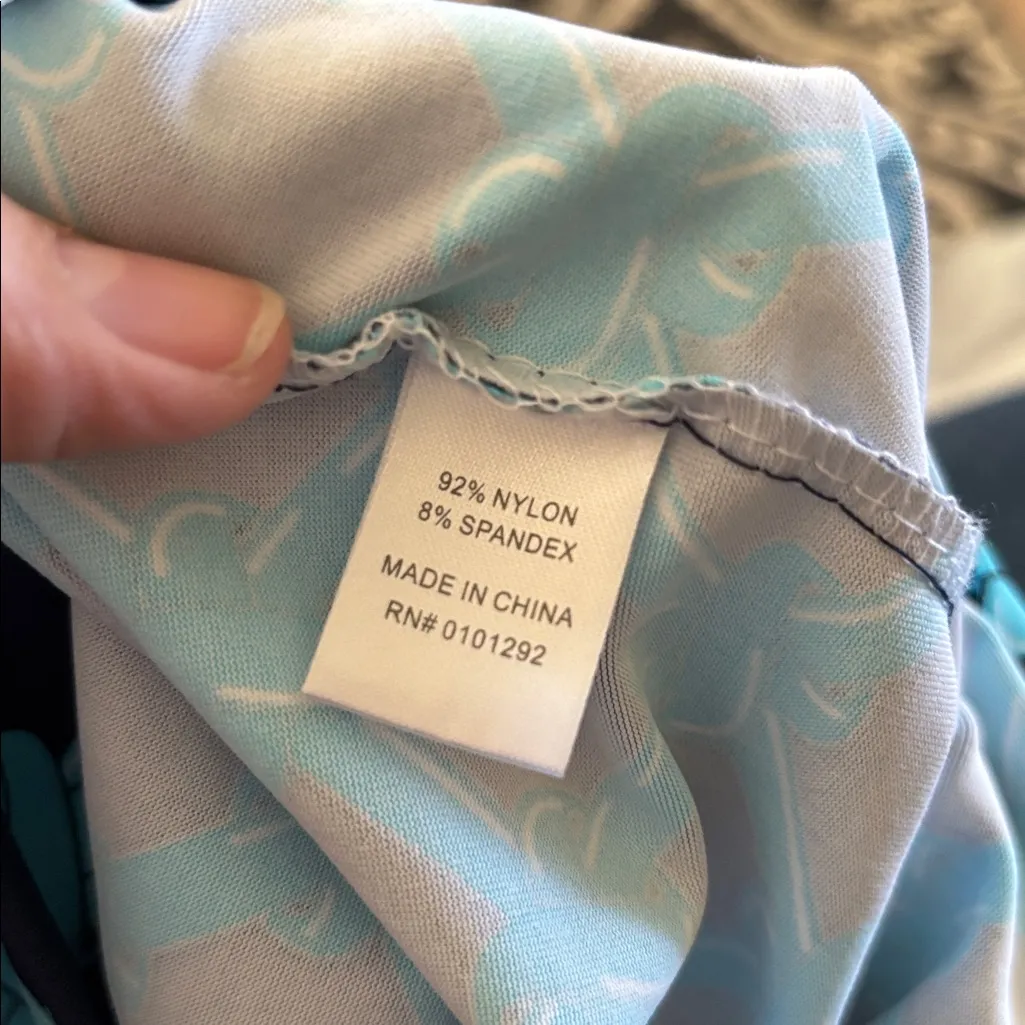 92% NYLON
8% SPANDEX
MADE IN CHINA
RN# 0101292